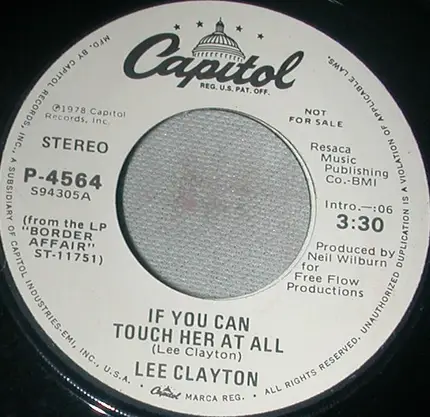 Capitol
REG. U.S. PAT. OFF.
℗1978 Capitol
Records, Inc.
NOT
FOR SALE
STEREO
P-4564
S94305A
(from the LP
"BORDER
AFFAIR"
ST-11751)
Resaca
Music
Publishing
Co.-BMI
Intro.—:06
3:30
Produced by
Neil Wilburn
for
Free Flow
Productions
IF YOU CAN
TOUCH HER AT ALL
(Lee Clayton)
LEE CLAYTON
MFD. BY CAPITOL RECORDS, INC., A SUBSIDIARY OF CAPITOL INDUSTRIES-EMI, INC., U.S.A. • Capitol MARCA REG. • ALL RIGHTS RESERVED. UNAUTHORIZED DUPLICATION IS A VIOLATION OF APPLICABLE LAWS.